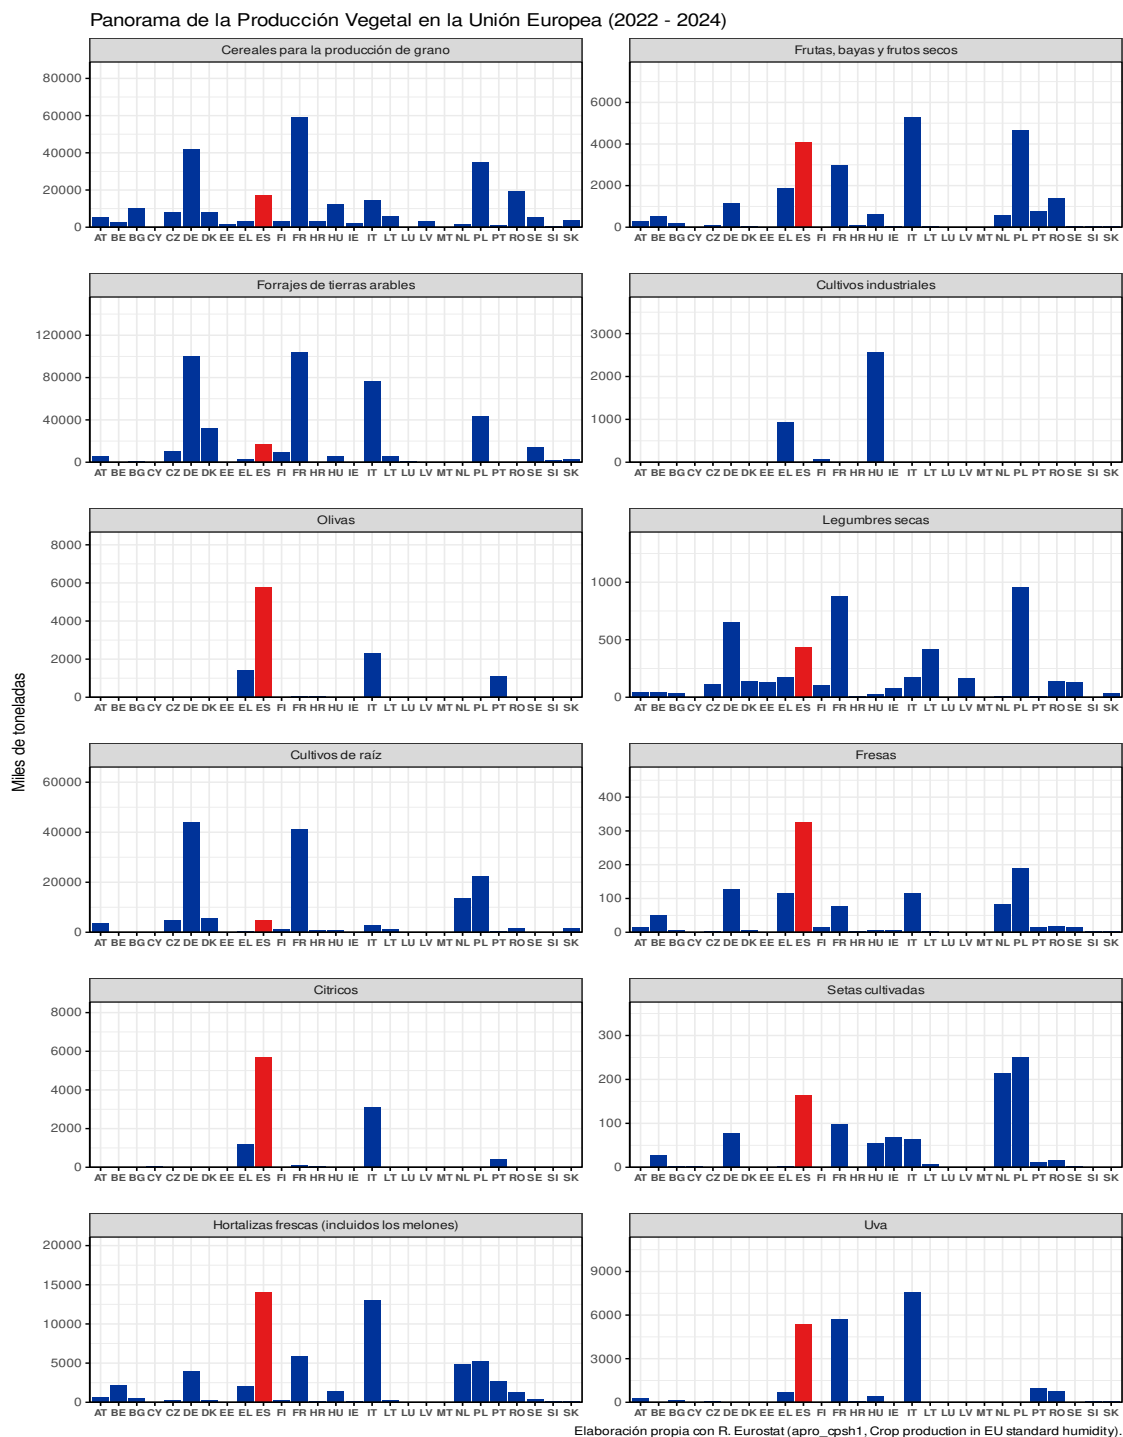 Panorama de la Producción Vegetal en la Unión Europea (2022 - 2024)
Miles de toneladas
Cereales para la producción de grano
80000
60000
40000
20000
0
AT BE BG CY CZ DE DK EE EL ES FI FR HR HU IE IT LT LU LV MT NL PL PT RO SE SI SK
Frutas, bayas y frutos secos
6000
4000
2000
0
AT BE BG CY CZ DE DK EE EL ES FI FR HR HU IE IT LT LU LV MT NL PL PT RO SE SI SK
Forrajes de tierras arables
120000
80000
40000
0
AT BE BG CY CZ DE DK EE EL ES FI FR HR HU IE IT LT LU LV MT NL PL PT RO SE SI SK
Cultivos industriales
3000
2000
1000
0
AT BE BG CY CZ DE DK EE EL ES FI FR HR HU IE IT LT LU LV MT NL PL PT RO SE SI SK
Olivas
8000
6000
4000
2000
0
AT BE BG CY CZ DE DK EE EL ES FI FR HR HU IE IT LT LU LV MT NL PL PT RO SE SI SK
Legumbres secas
1000
500
0
AT BE BG CY CZ DE DK EE EL ES FI FR HR HU IE IT LT LU LV MT NL PL PT RO SE SI SK
Cultivos de raíz
60000
40000
20000
0
AT BE BG CY CZ DE DK EE EL ES FI FR HR HU IE IT LT LU LV MT NL PL PT RO SE SI SK
Fresas
400
300
200
100
0
AT BE BG CY CZ DE DK EE EL ES FI FR HR HU IE IT LT LU LV MT NL PL PT RO SE SI SK
Citricos
8000
6000
4000
2000
0
AT BE BG CY CZ DE DK EE EL ES FI FR HR HU IE IT LT LU LV MT NL PL PT RO SE SI SK
Setas cultivadas
300
200
100
0
AT BE BG CY CZ DE DK EE EL ES FI FR HR HU IE IT LT LU LV MT NL PL PT RO SE SI SK
Hortalizas frescas (incluidos los melones)
20000
15000
10000
5000
0
AT BE BG CY CZ DE DK EE EL ES FI FR HR HU IE IT LT LU LV MT NL PL PT RO SE SI SK
Uva
9000
6000
3000
0
AT BE BG CY CZ DE DK EE EL ES FI FR HR HU IE IT LT LU LV MT NL PL PT RO SE SI SK
Elaboración propia con R. Eurostat (apro_cpsh1, Crop production in EU standard humidity).